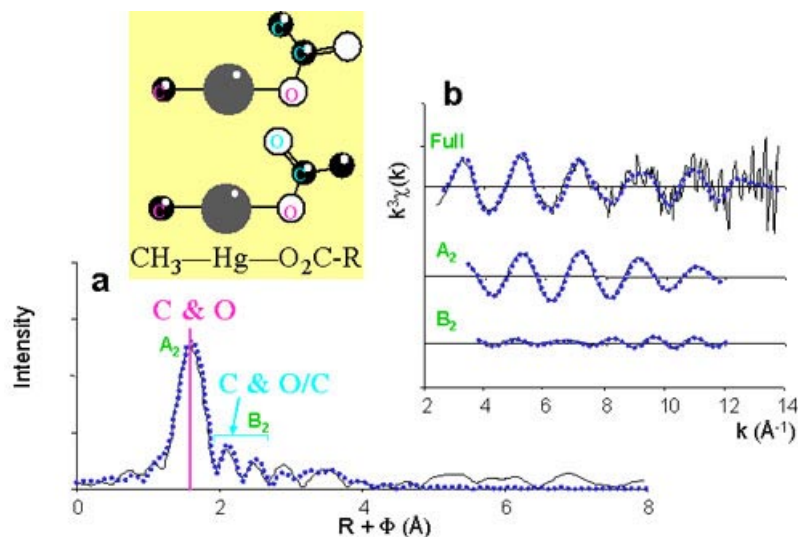 C
C
O
O
C
C
O
CH₃—Hg—O₂C-R
a
C & O
A₂
C & O/C
B₂
Intensity
0
2
4
6
8
R + Φ (Å)
b
Full
A₂
B₂
k³χ(k)
2
4
6
8
10
12
14
k (Å⁻¹)